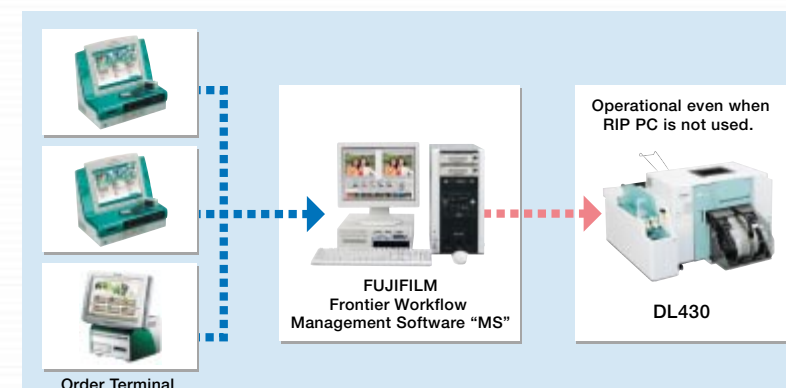 Operational even when
RIP PC is not used.
FUJIFILM
Frontier Workflow
Management Software “MS”
DL430
Order Terminal